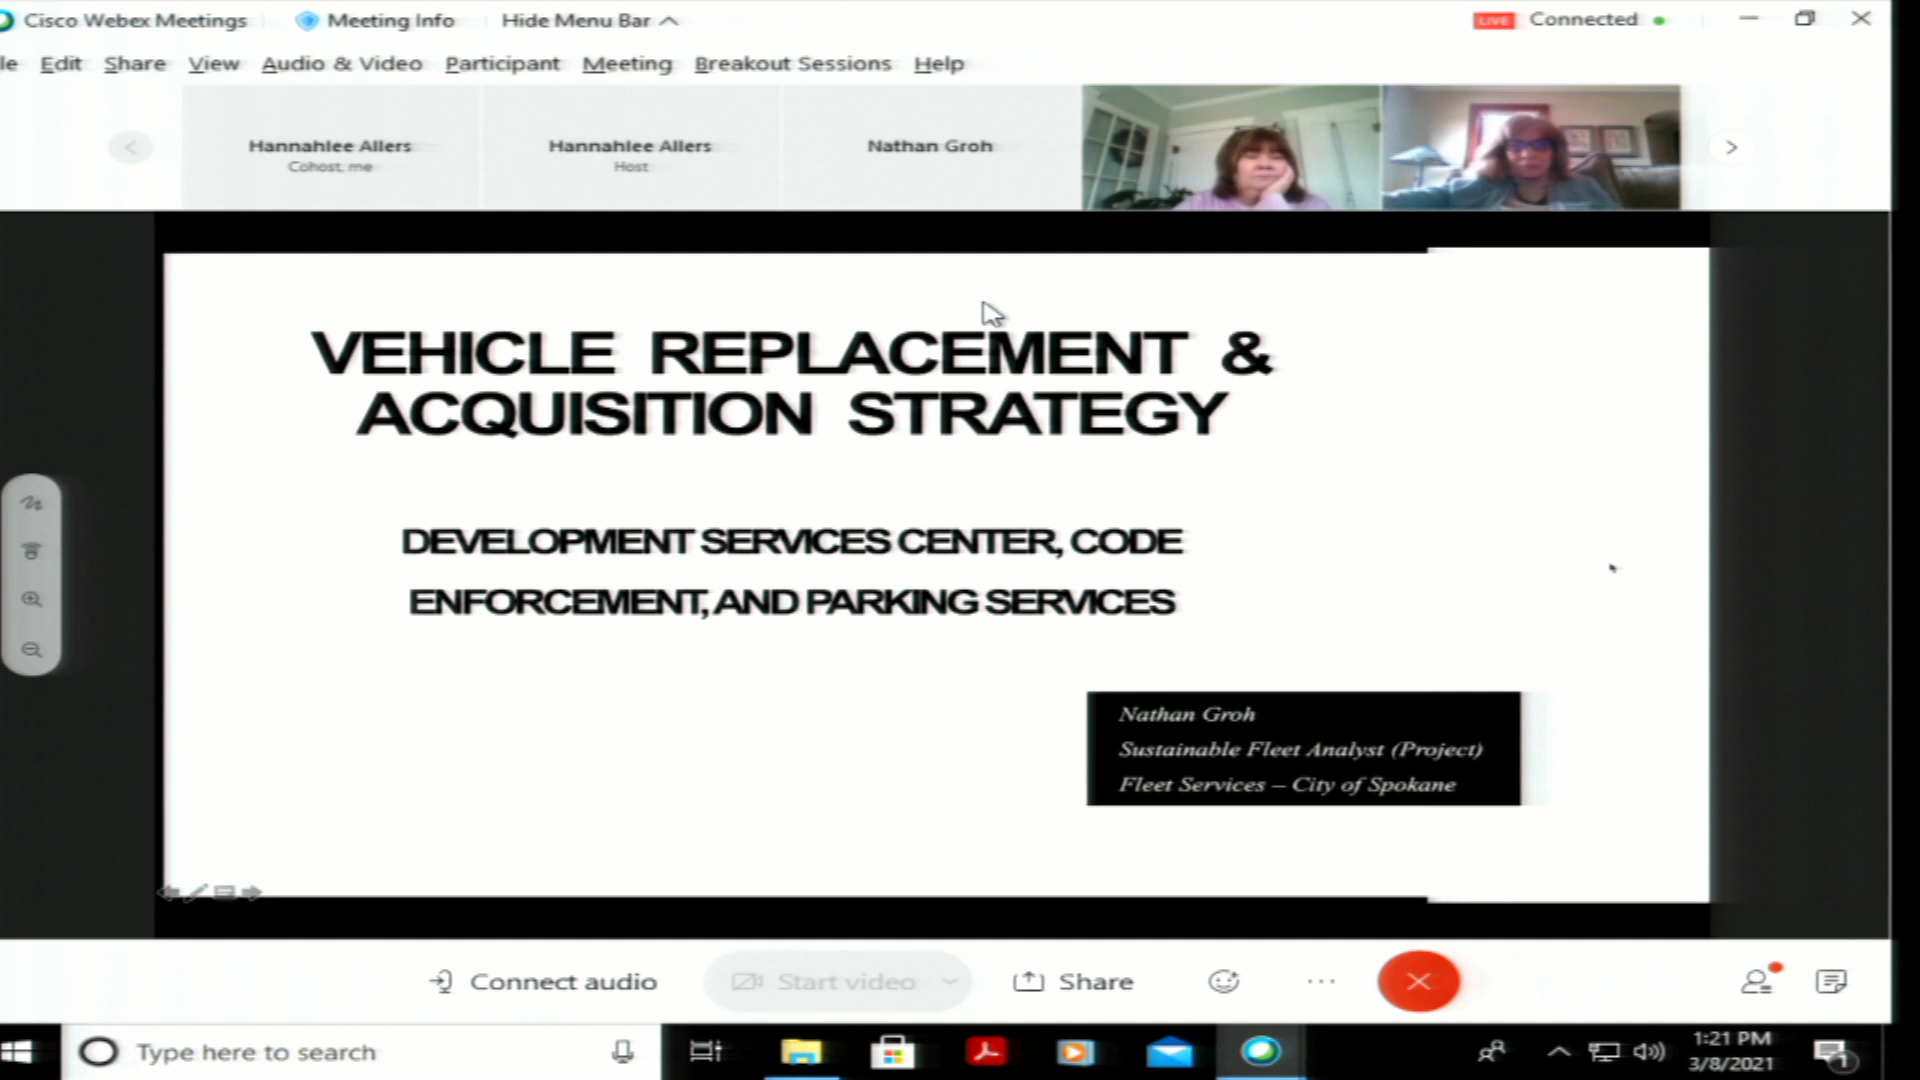 Cisco Webex Meetings
Meeting Info
Hide Menu Bar
LIVE
Connected
le Edit Share View Audio & Video Participant Meeting Breakout Sessions Help
Hannahlee Allers
Cohost, me
Hannahlee Allers
Host
Nathan Groh
VEHICLE REPLACEMENT &
ACQUISITION STRATEGY
DEVELOPMENT SERVICES CENTER, CODE
ENFORCEMENT, AND PARKING SERVICES
Nathan Groh
Sustainable Fleet Analyst (Project)
Fleet Services – City of Spokane
Connect audio
Start video
Share
Type here to search
1:21 PM
3/8/2021
1